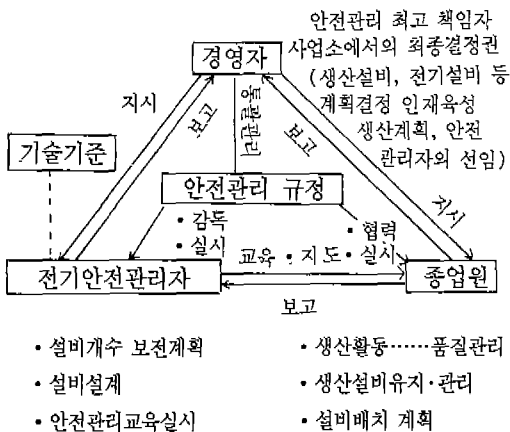 안전관리 최고 책임자
사업소에서의 최종결정권
(생산설비, 전기설비 등
계획결정 인재육성
생산계획, 안전
관리자의 선임)
경영자
지시
보고
통괄관리
보고
지시
기술기준
안전관리 규정
• 감독
• 실시
• 협력
• 실시
교육 · 지도
전기안전관리자
종업원
보고
• 설비개수 보전계획
• 설비설계
• 안전관리교육실시
• 생산활동……품질관리
• 생산설비유지·관리
• 설비배치 계획